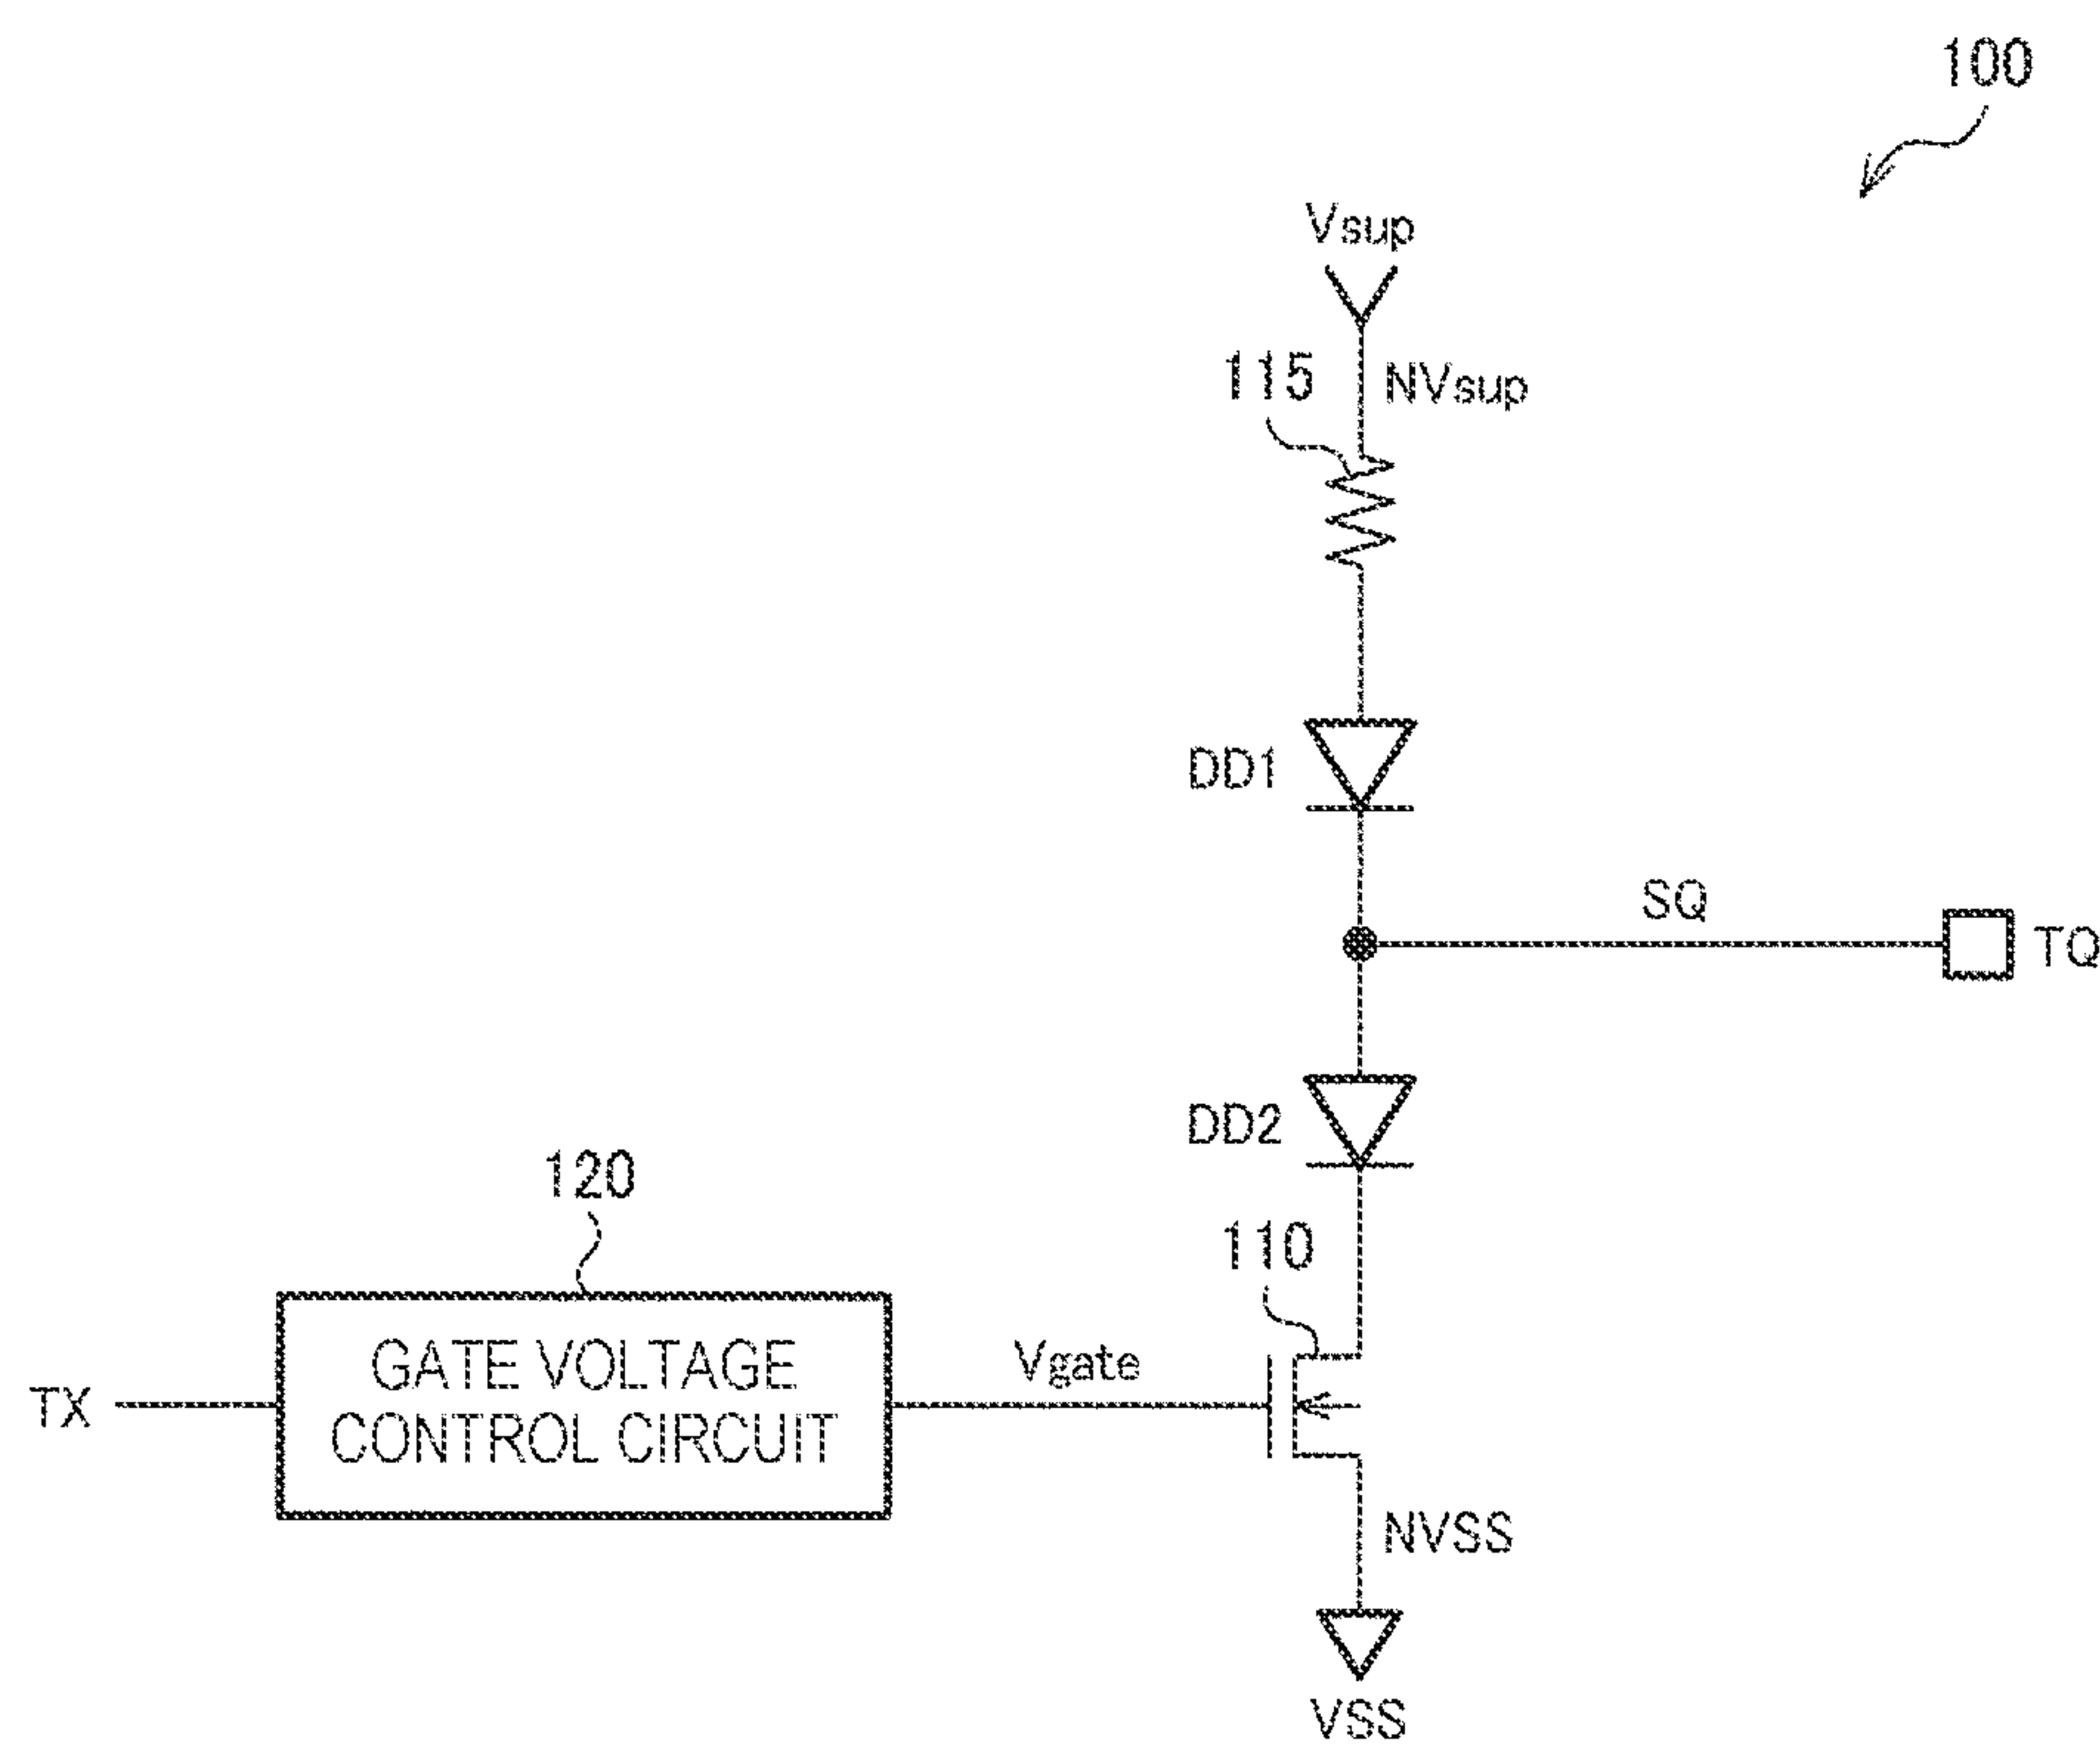 100
Vsup
115
NVsup
DD1
SQ
TQ
DD2
120
110
GATE VOLTAGE
CONTROL CIRCUIT
Vgate
TX
NVSS
VSS